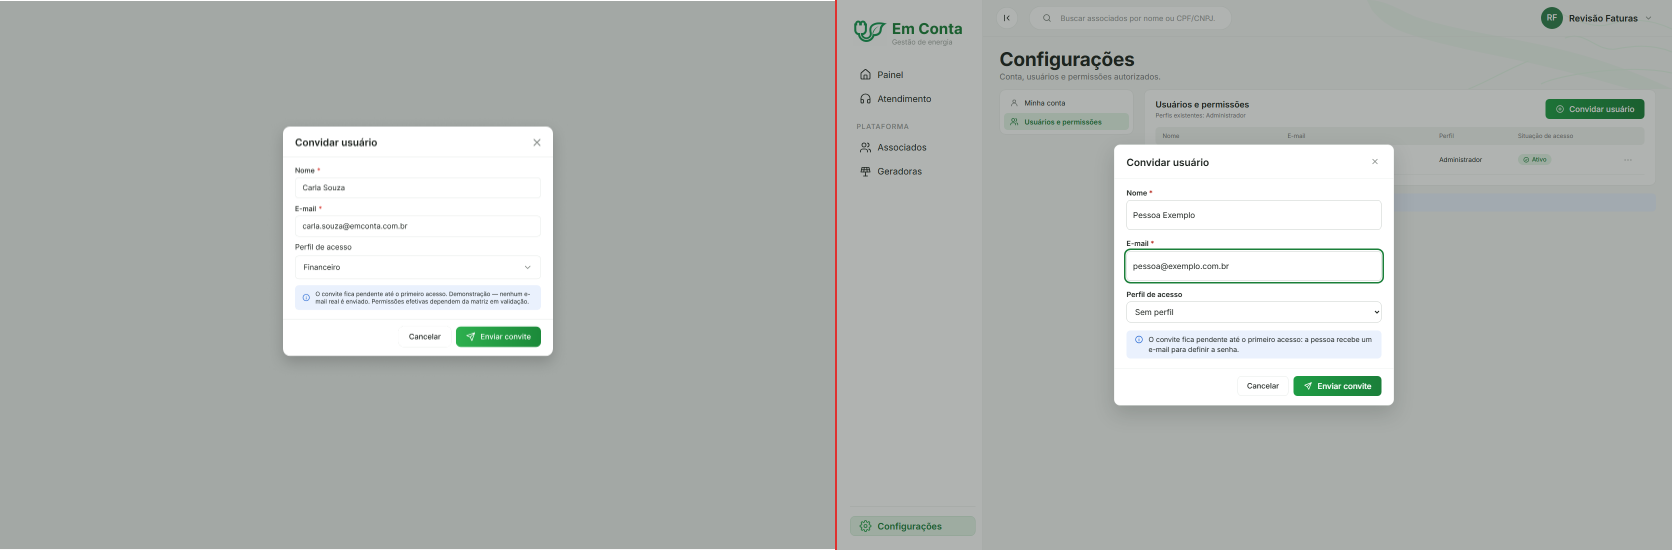 Convidar usuário
Nome *
Carla Souza
E-mail *
carla.souza@emconta.com.br
Perfil de acesso
Financeiro
O convite fica pendente até o primeiro acesso. Demonstração — nenhum e-
mail real é enviado. Permissões efetivas dependem da matriz em validação.
Cancelar
Enviar convite
Em Conta
Gestão de energia
Painel
Atendimento
PLATAFORMA
Associados
Geradoras
Configurações
Buscar associados por nome ou CPF/CNPJ.
RF
Revisão Faturas
Configurações
Conta, usuários e permissões autorizados.
Minha conta
Usuários e permissões
Usuários e permissões
Perfis existentes: Administrador
Convidar usuário
Nome
E-mail
Perfil
Situação de acesso
Administrador
Ativo
Convidar usuário
Nome *
Pessoa Exemplo
E-mail *
pessoa@exemplo.com.br
Perfil de acesso
Sem perfil
O convite fica pendente até o primeiro acesso: a pessoa recebe um
e-mail para definir a senha.
Cancelar
Enviar convite